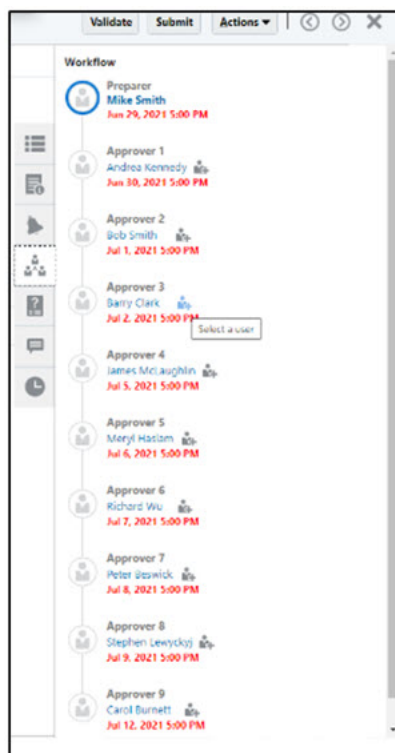 Validate Submit Actions
Workflow
Preparer
Mike Smith
Jun 29, 2021 5:00 PM
Approver 1
Andrea Kennedy
Jun 30, 2021 5:00 PM
Approver 2
Bob Smith
Jul 1, 2021 5:00 PM
Approver 3
Barry Clark
Jul 2, 2021 5:00 PM
Select a user
Approver 4
James McLaughlin
Jul 5, 2021 5:00 PM
Approver 5
Meryl Haslam
Jul 6, 2021 5:00 PM
Approver 6
Richard Wu
Jul 7, 2021 5:00 PM
Approver 7
Peter Beswick
Jul 8, 2021 5:00 PM
Approver 8
Stephen Lewyckyj
Jul 9, 2021 5:00 PM
Approver 9
Carol Burnett
Jul 12, 2021 5:00 PM